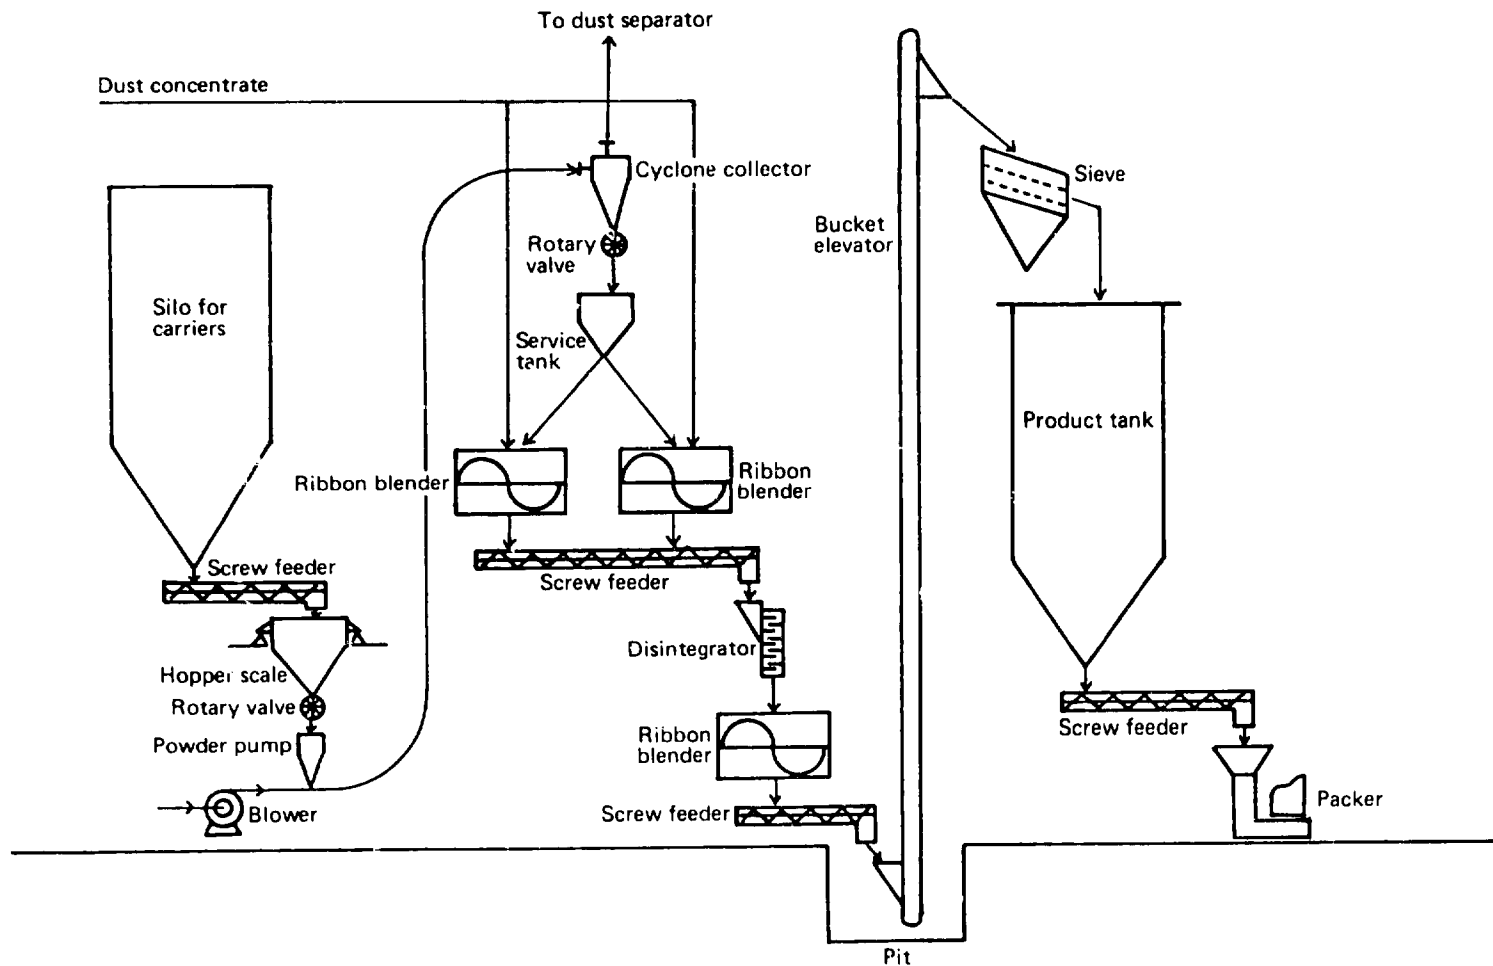 To dust separator
Dust concentrate
Cyclone collector
Sieve
Bucket
elevator
Rotary
valve
Silo for
carriers
Service
tank
Product tank
Ribbon blender
Ribbon
blender
Screw feeder
Screw feeder
Disintegrator
Hopper scale
Rotary valve
Powder pump
Ribbon
blender
Screw feeder
Blower
Screw feeder
Packer
Pit